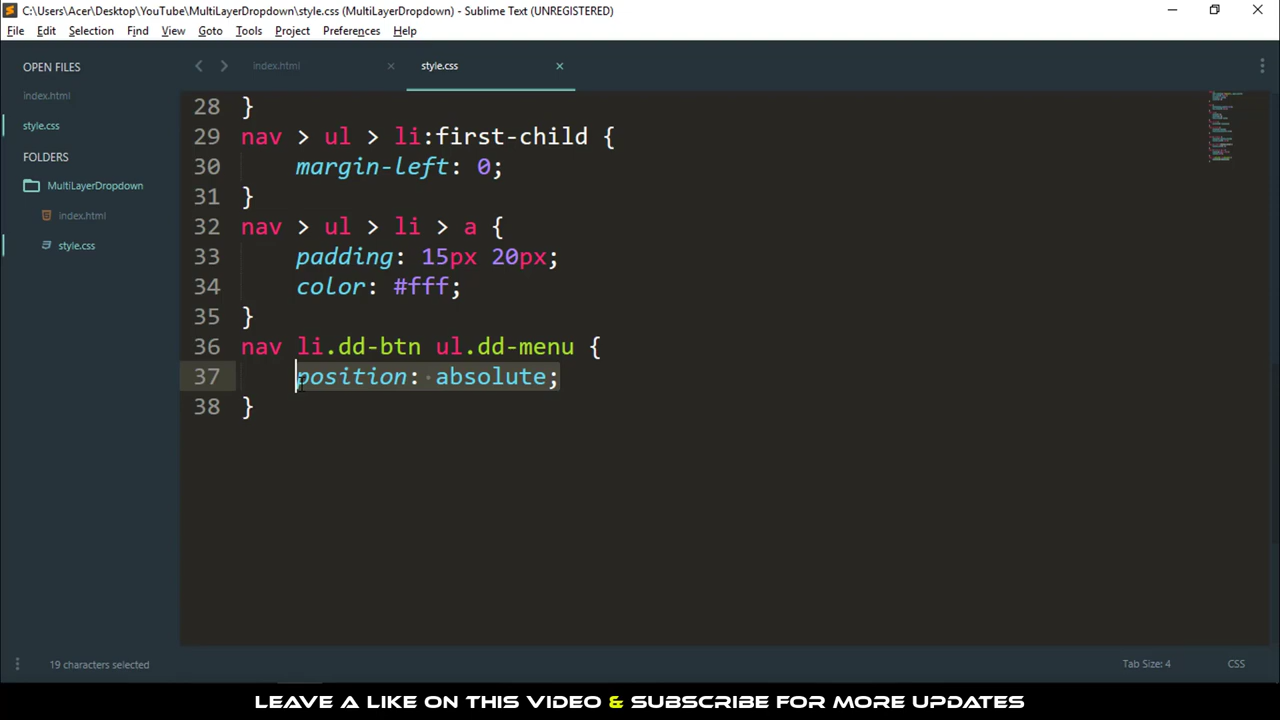 C:\Users\Acer\Desktop\YouTube\MultiLayerDropdown\style.css (MultiLayerDropdown) - Sublime Text (UNREGISTERED)
File Edit Selection Find View Goto Tools Project Preferences Help
OPEN FILES
index.html
style.css
FOLDERS
MultiLayerDropdown
index.html
style.css
index.html × style.css ×
28 }
29 nav > ul > li:first-child {
30 margin-left: 0;
31 }
32 nav > ul > li > a {
33 padding: 15px 20px;
34 color: #fff;
35 }
36 nav li.dd-btn ul.dd-menu {
37 position: absolute;
38 }
19 characters selected Tab Size: 4 CSS
LEAVE A LIKE ON THIS VIDEO & SUBSCRIBE FOR MORE UPDATES